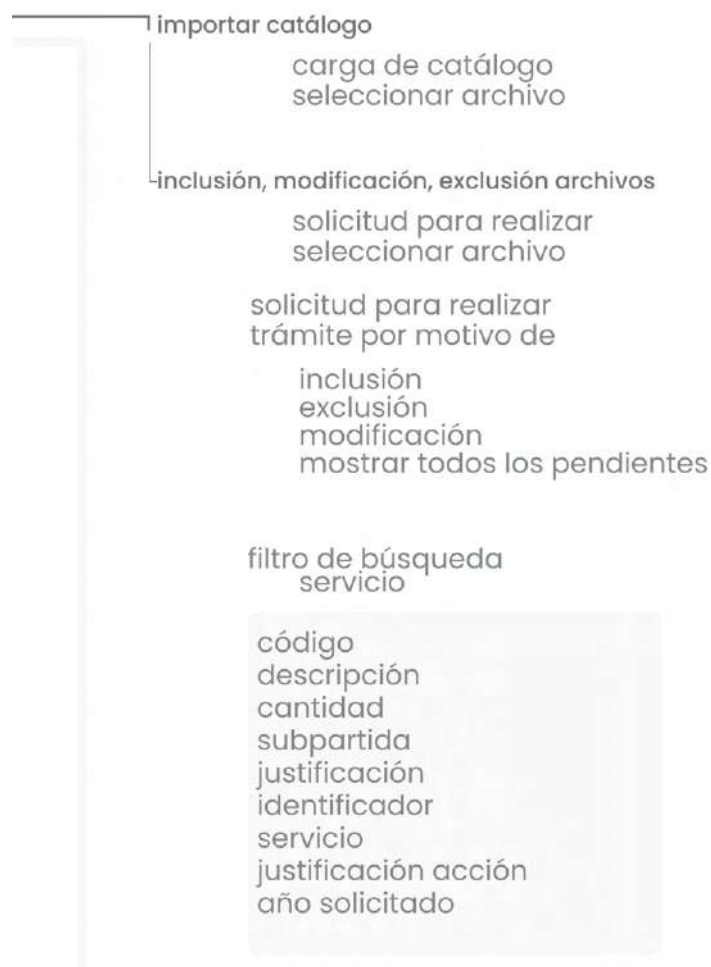 importar catálogo
carga de catálogo
seleccionar archivo
inclusión, modificación, exclusión archivos
solicitud para realizar
seleccionar archivo
solicitud para realizar
trámite por motivo de
inclusión
exclusión
modificación
mostrar todos los pendientes
filtro de búsqueda
servicio
código
descripción
cantidad
subpartida
justificación
identificador
servicio
justificación acción
año solicitado